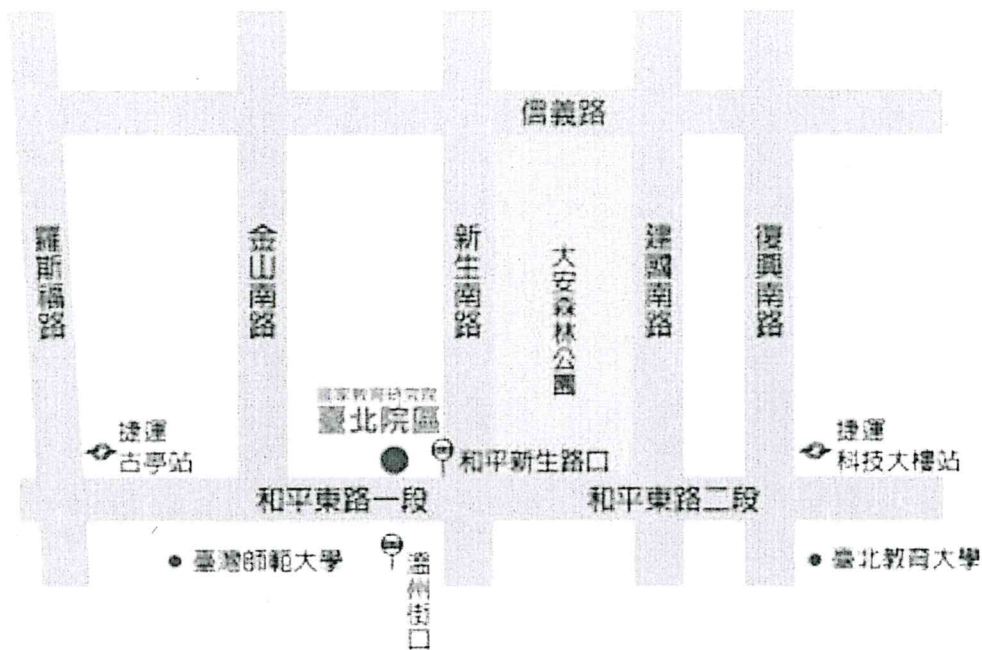 信義路
羅斯福路
金山南路
新生南路
大安森林公園
建國南路
復興南路
國家教育研究院
臺北院區
捷運
古亭站
和平新生路口
捷運
科技大樓站
和平東路一段
和平東路二段
臺灣師範大學
溫州街口
臺北教育大學